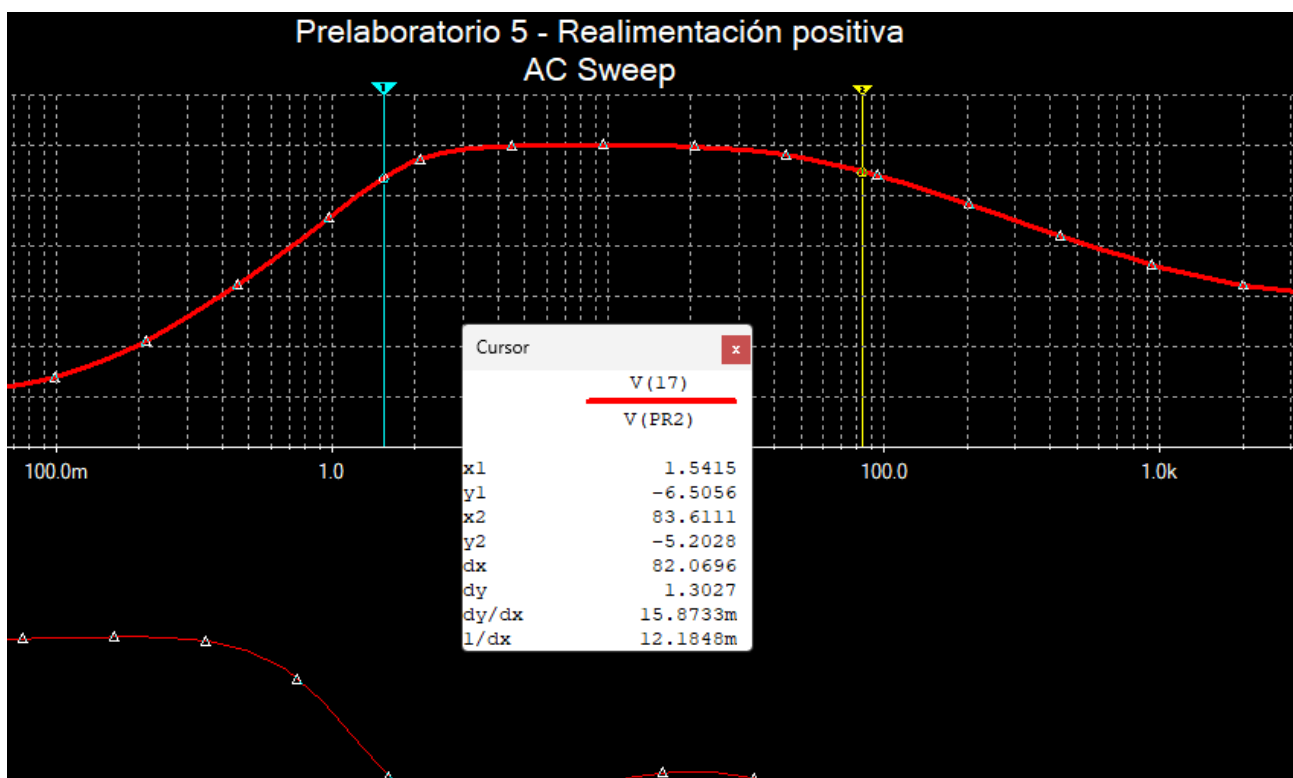 Prelaboratorio 5 - Realimentación positiva
AC Sweep
1
2
Cursor
x
V(17)
V(PR2)
100.0m 1.0 100.0 1.0k
x1 1.5415
y1 -6.5056
x2 83.6111
y2 -5.2028
dx 82.0696
dy 1.3027
dy/dx 15.8733m
1/dx 12.1848m